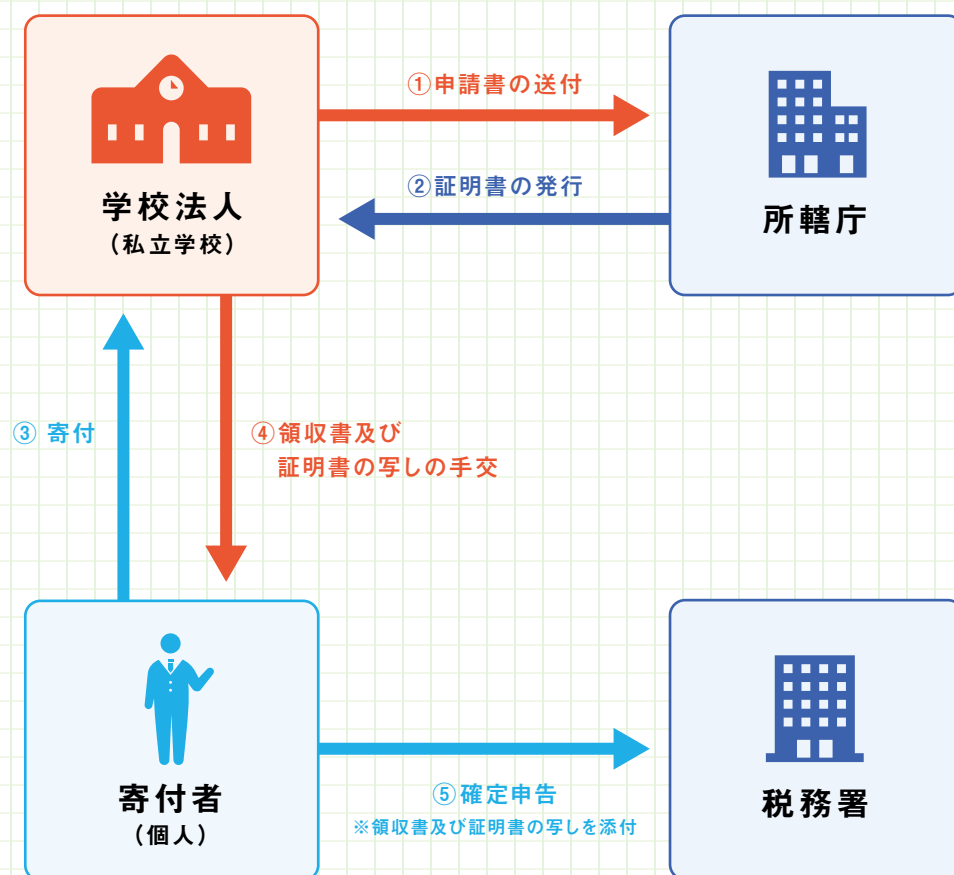 ①申請書の送付
②証明書の発行
学校法人
（私立学校）
所轄庁
③ 寄付
④領収書及び
証明書の写しの手交
寄付者
（個人）
⑤確定申告
※領収書及び証明書の写しを添付
税務署